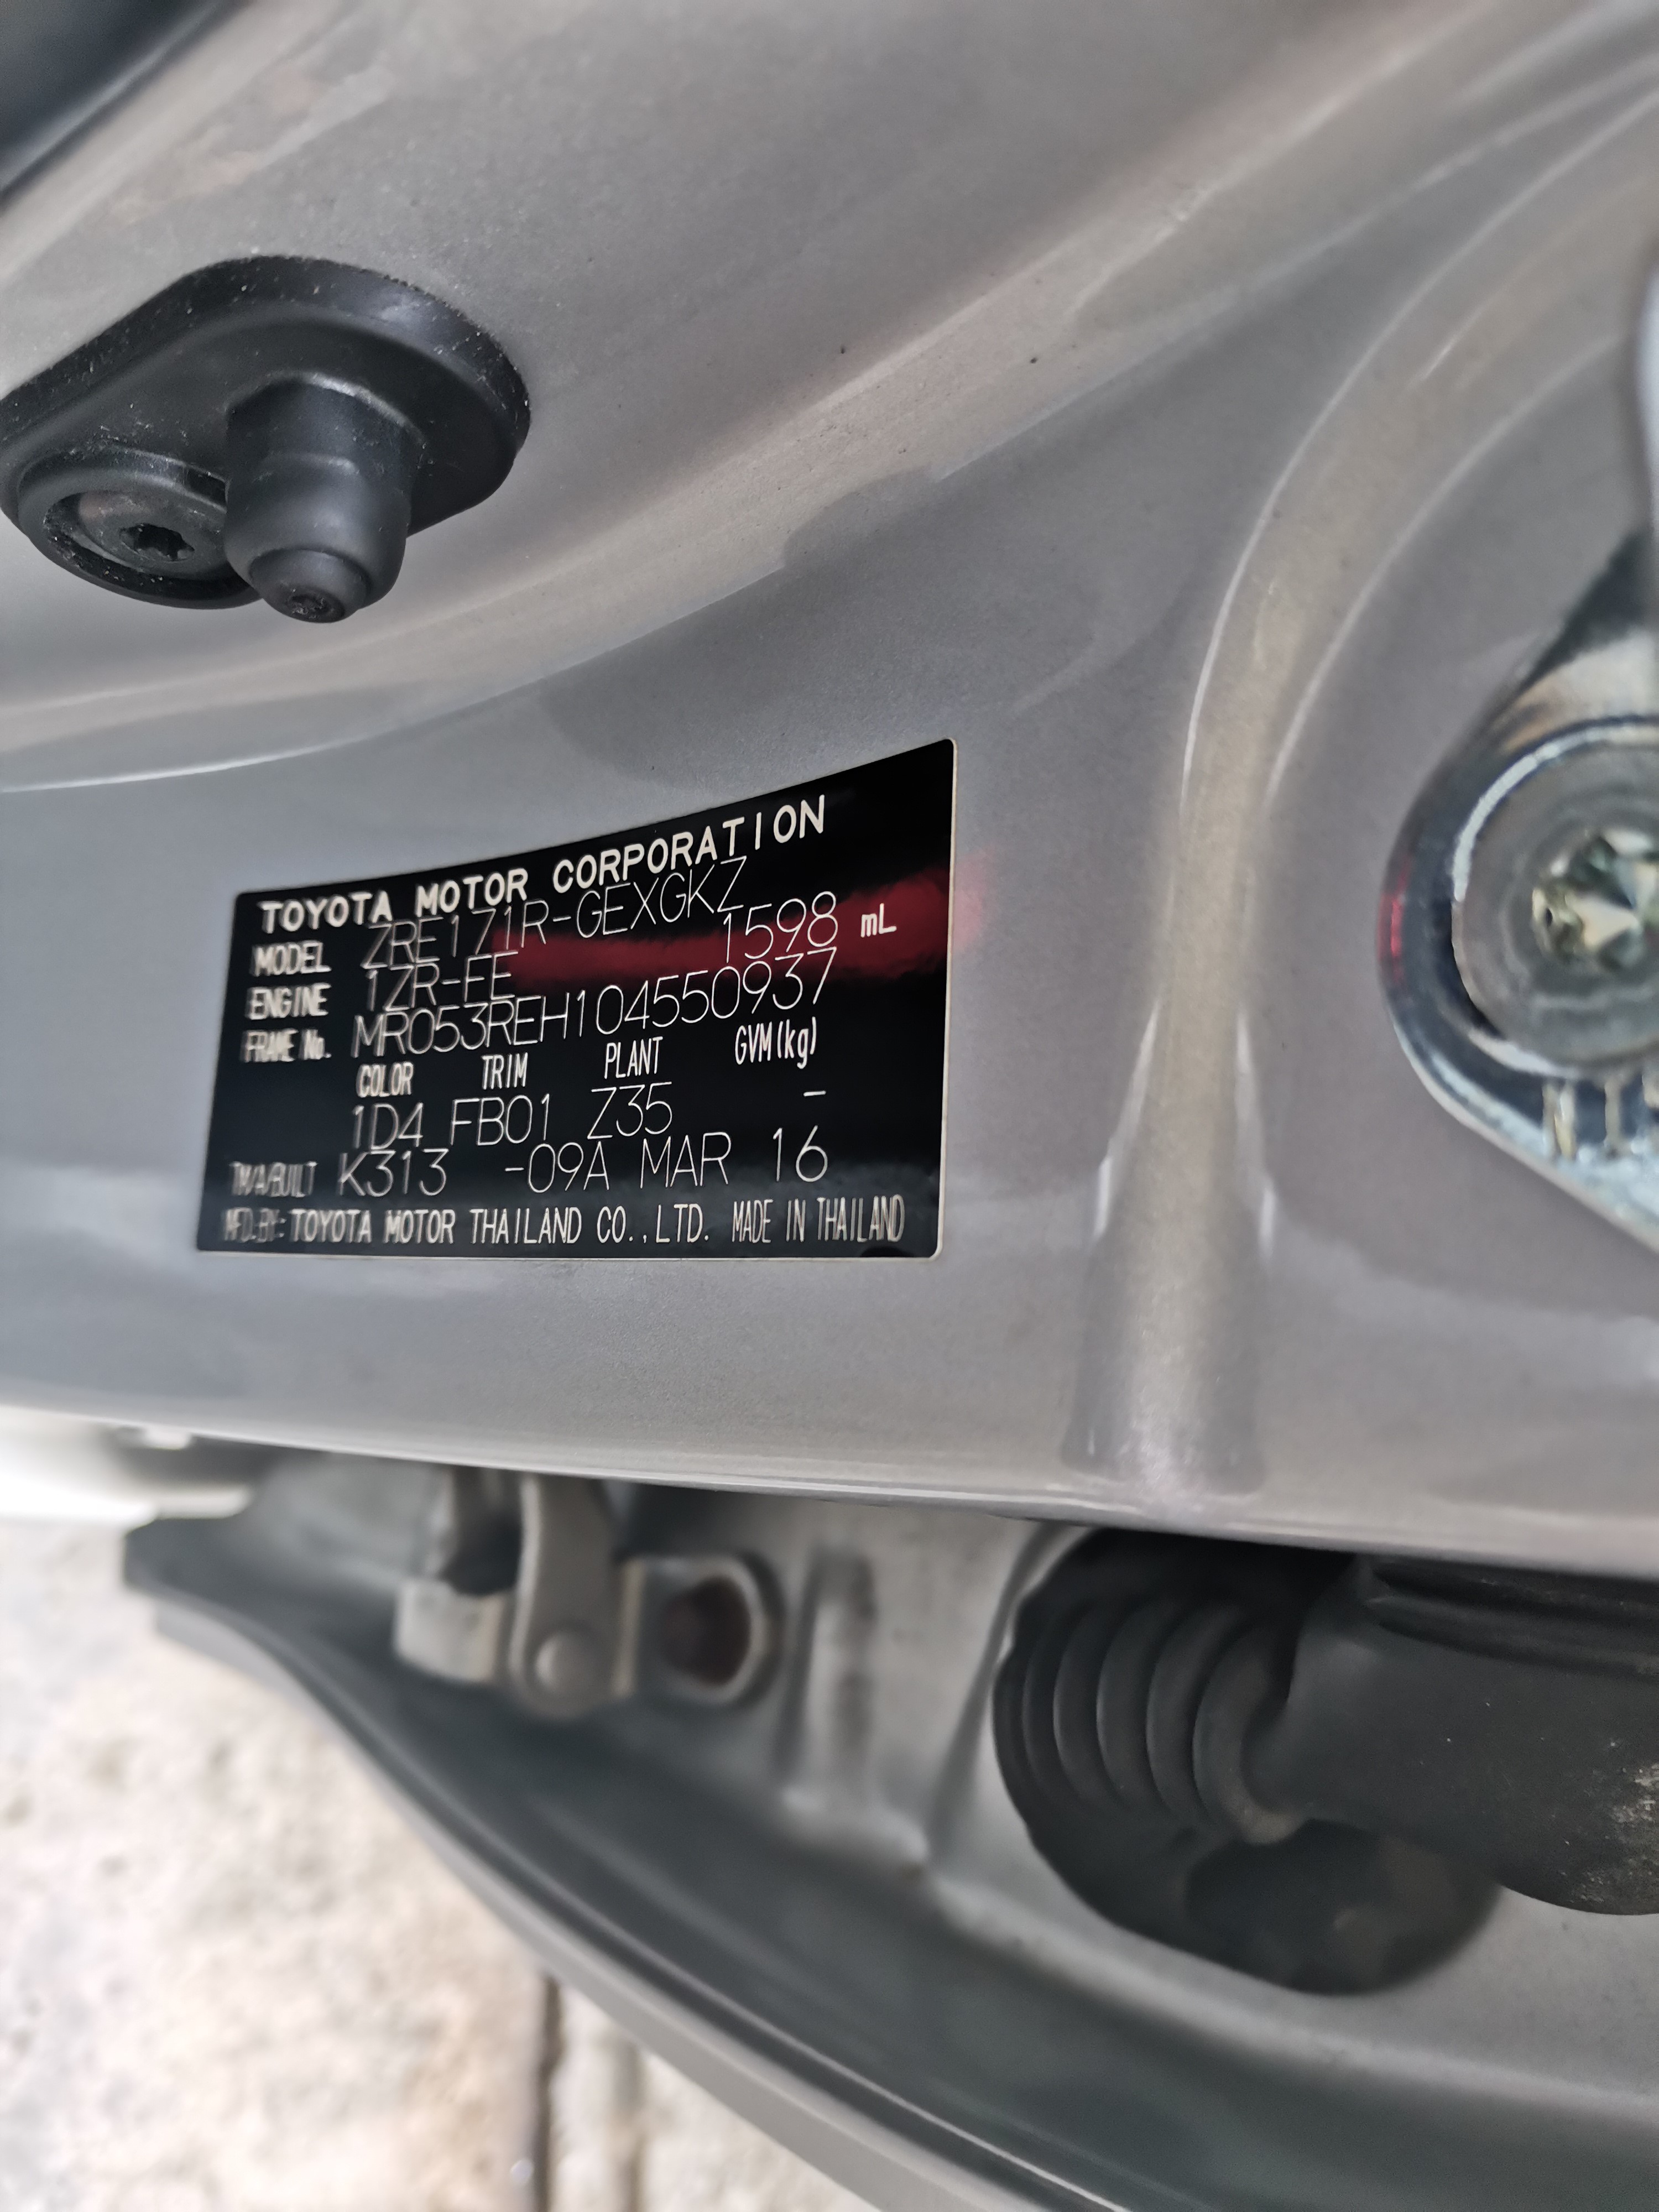 TOYOTA MOTOR CORPORATION
MODEL ZRE171R-GEXGKZ
ENGINE 1ZR-FE 1598 mL
FRAME No. MR053REH104550937
COLOR TRIM PLANT GVM(kg)
1D4 FB01 Z35 –
TM/A/BUILT K313 -09A MAR 16
MFD.BY: TOYOTA MOTOR THAILAND CO.,LTD. MADE IN THAILAND